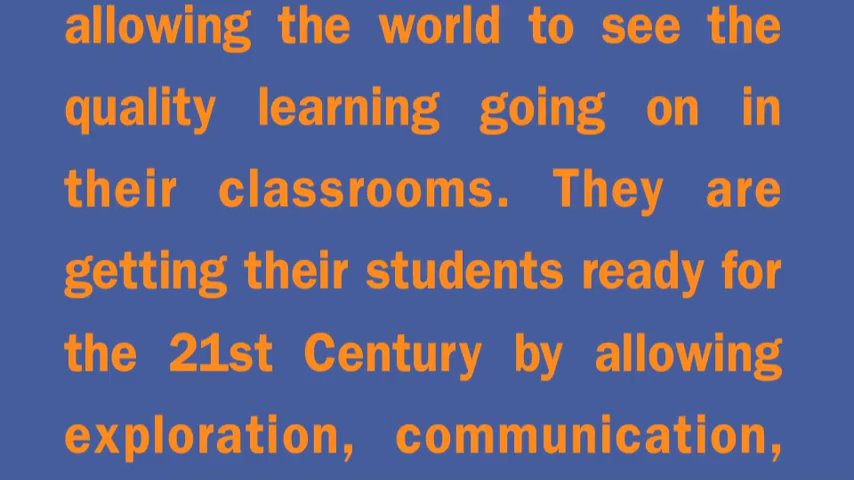 allowing the world to see the
quality learning going on in
their classrooms. They are
getting their students ready for
the 21st Century by allowing
exploration, communication,